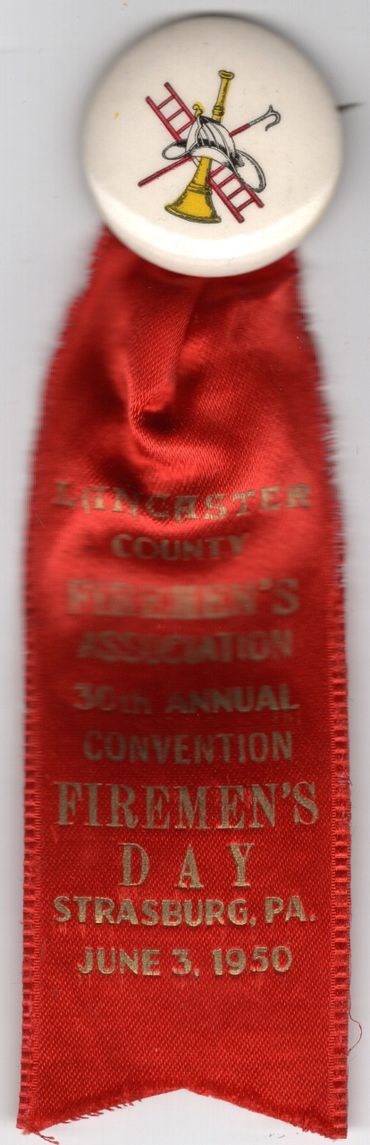 LANCASTER
COUNTY
FIREMEN'S
ASSOCIATION
30th ANNUAL
CONVENTION
FIREMEN'S
DAY
STRASBURG, PA.
JUNE 3, 1950